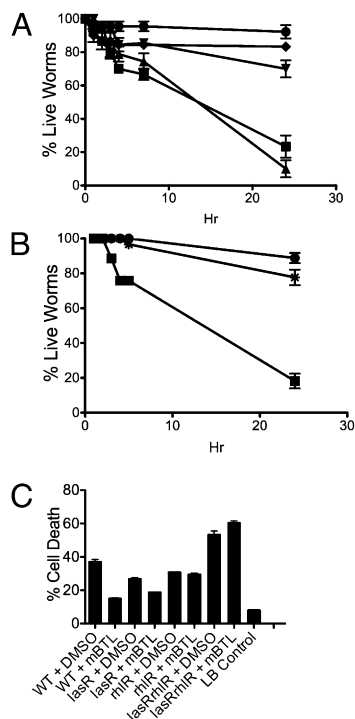 A
% Live Worms
100
80
60
40
20
0
0
10
20
30
Hr
B
% Live Worms
100
80
60
40
20
0
0
10
20
30
Hr
C
% Cell Death
80
60
40
20
0
WT + DMSO
WT + mBTL
lasR + DMSO
lasR + mBTL
rhlR + DMSO
rhlR + mBTL
lasRrhlR + DMSO
lasRrhlR + mBTL
LB Control